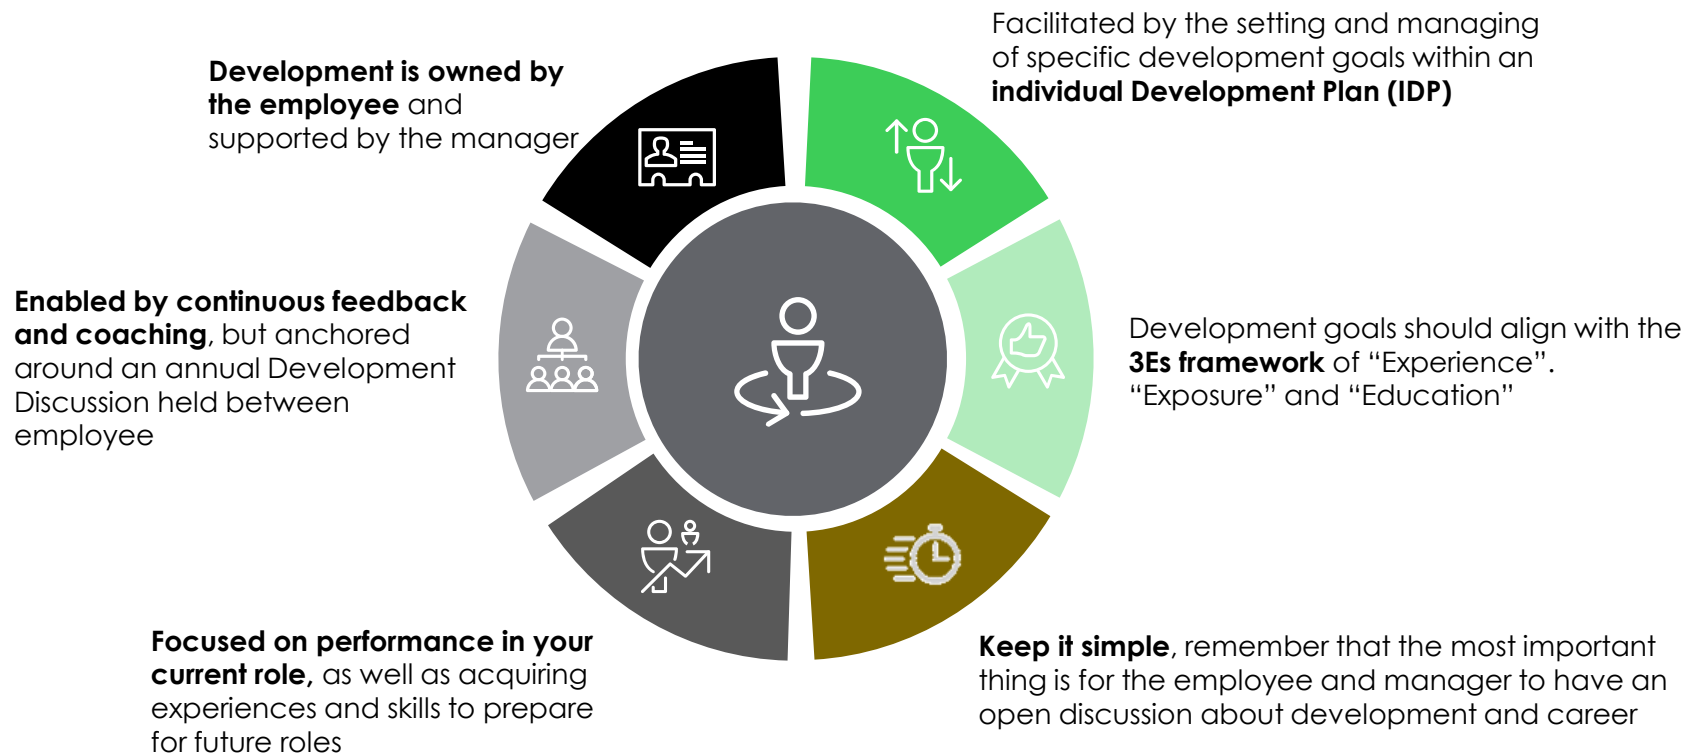 Development is owned by
the employee and
supported by the manager
Facilitated by the setting and managing
of specific development goals within an
individual Development Plan (IDP)
Enabled by continuous feedback
and coaching, but anchored
around an annual Development
Discussion held between
employee
Development goals should align with the
3Es framework of “Experience”.
“Exposure” and “Education”
Focused on performance in your
current role, as well as acquiring
experiences and skills to prepare
for future roles
Keep it simple, remember that the most important
thing is for the employee and manager to have an
open discussion about development and career